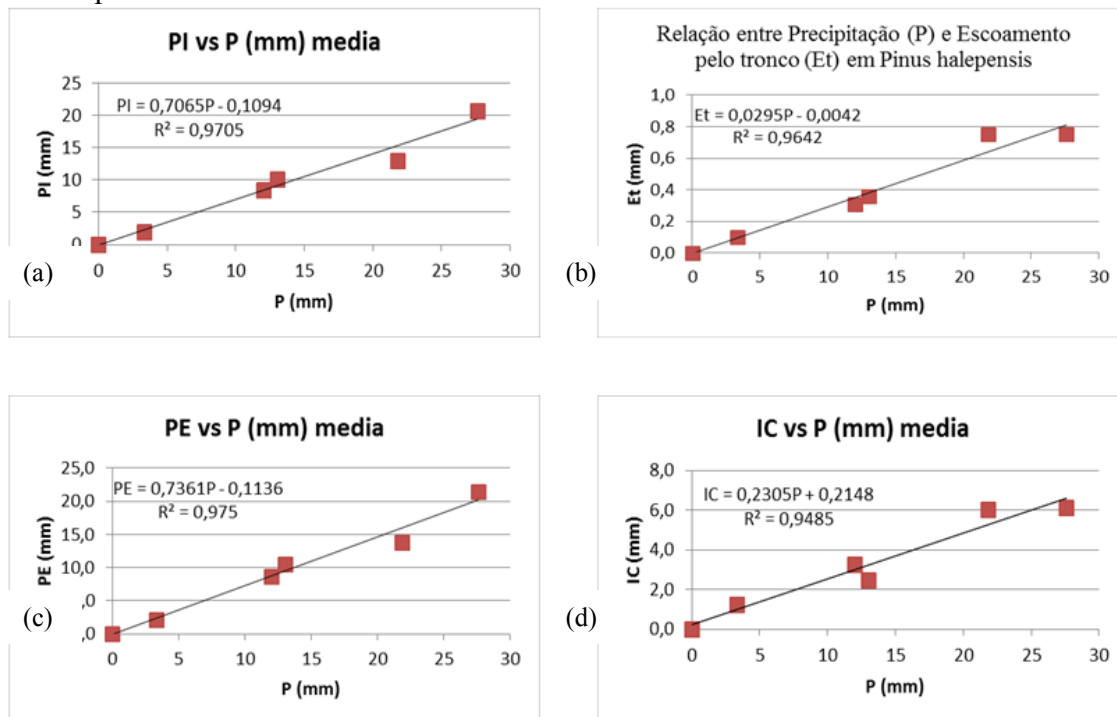 PI vs P (mm) media
PI = 0,7065P - 0,1094
R² = 0,9705
PI (mm)
25
20
15
10
5
0
0 5 10 15 20 25 30
P (mm)
(a)
Relação entre Precipitação (P) e Escoamento
pelo tronco (Et) em Pinus halepensis
Et = 0,0295P - 0,0042
R² = 0,9642
Et (mm)
1,0
0,8
0,6
0,4
0,2
0,0
0 5 10 15 20 25 30
P (mm)
(b)
PE vs P (mm) media
PE = 0,7361P - 0,1136
R² = 0,975
PE (mm)
25,0
20,0
15,0
10,0
,0
,0
0 5 10 15 20 25 30
P (mm)
(c)
IC vs P (mm) media
IC = 0,2305P + 0,2148
R² = 0,9485
IC (mm)
8,0
6,0
4,0
2,0
0,0
0 5 10 15 20 25 30
P (mm)
(d)